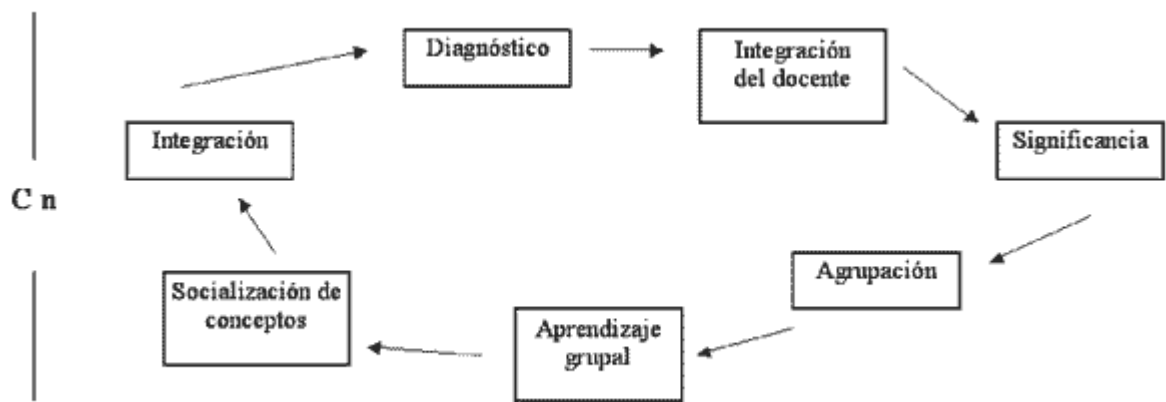 Diagnóstico
Integración
del docente
Significancia
Agrupación
Aprendizaje
grupal
Socialización de
conceptos
Integración
C n